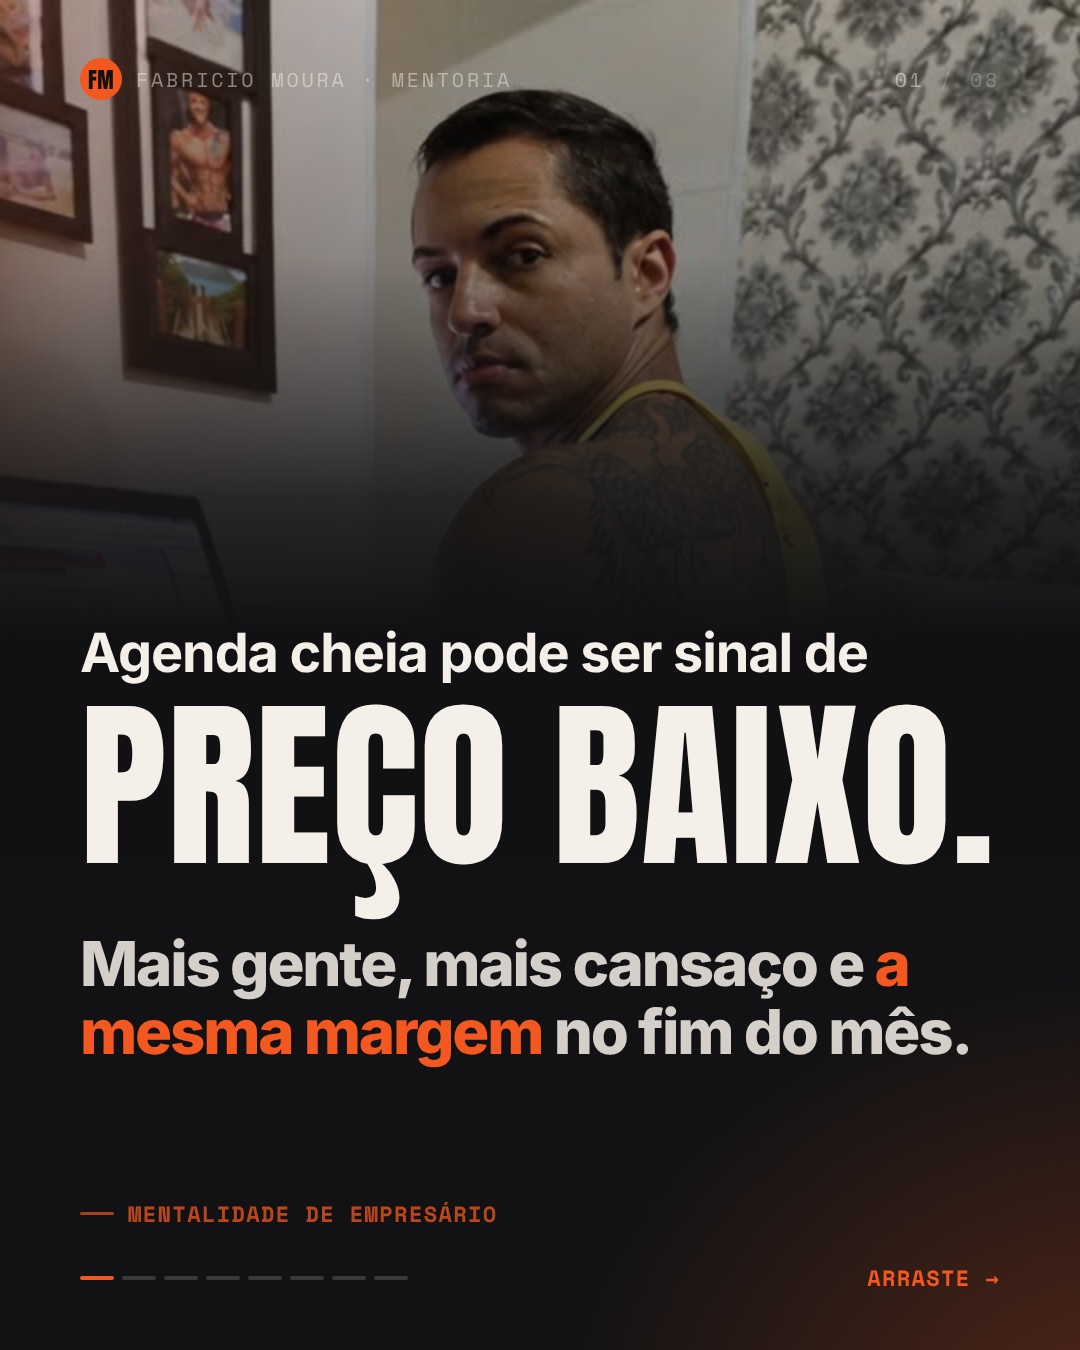 FM FABRICIO MOURA · MENTORIA 01 / 08
Agenda cheia pode ser sinal de
PREÇO BAIXO.
Mais gente, mais cansaço e a
mesma margem no fim do mês.
— MENTALIDADE DE EMPRESÁRIO
ARRASTE →